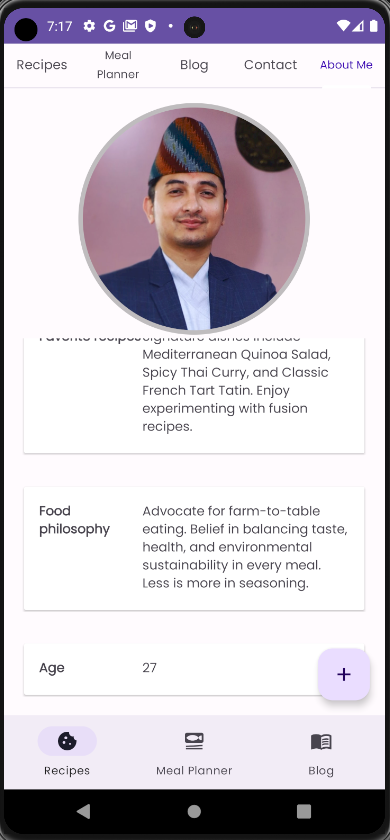 7:17
Recipes
Meal
Planner
Blog
Contact
About Me
Favorite recipes
Signature dishes include
Mediterranean Quinoa Salad,
Spicy Thai Curry, and Classic
French Tart Tatin. Enjoy
experimenting with fusion
recipes.
Food
philosophy
Advocate for farm-to-table
eating. Belief in balancing taste,
health, and environmental
sustainability in every meal.
Less is more in seasoning.
Age
27
+
Recipes
Meal Planner
Blog